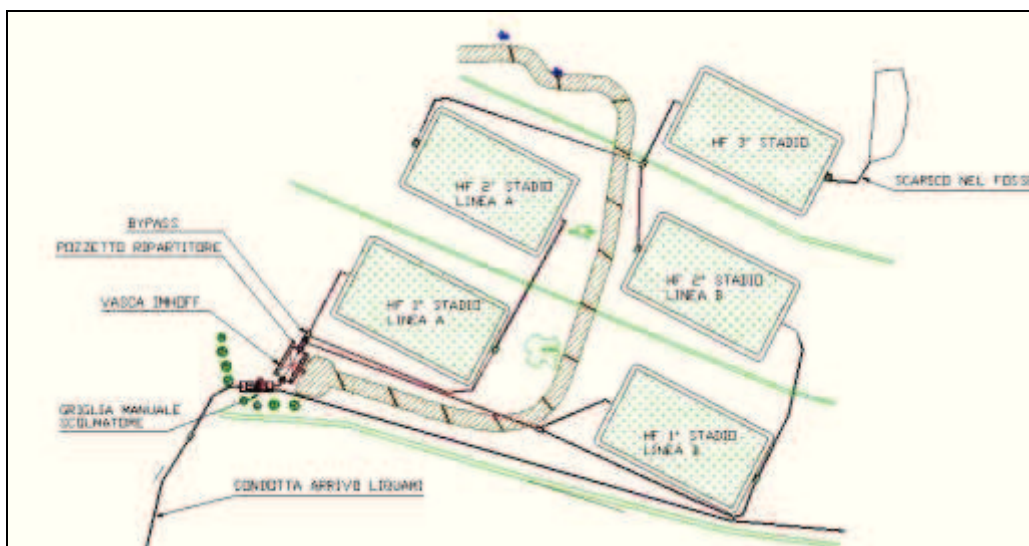 HF 3° STADIO
SCARICO NEL FOSSO
HF 2° STADIO
LINEA A
BYPASS
POZZETTO RIPARTITORE
VASCA IMHOFF
HF 1° STADIO
LINEA A
HF 2° STADIO
LINEA B
GRIGLIA MANUALE
SCOLMATORE
HF 1° STADIO
LINEA B
CONDOTTA ARRIVO LIQUAMI